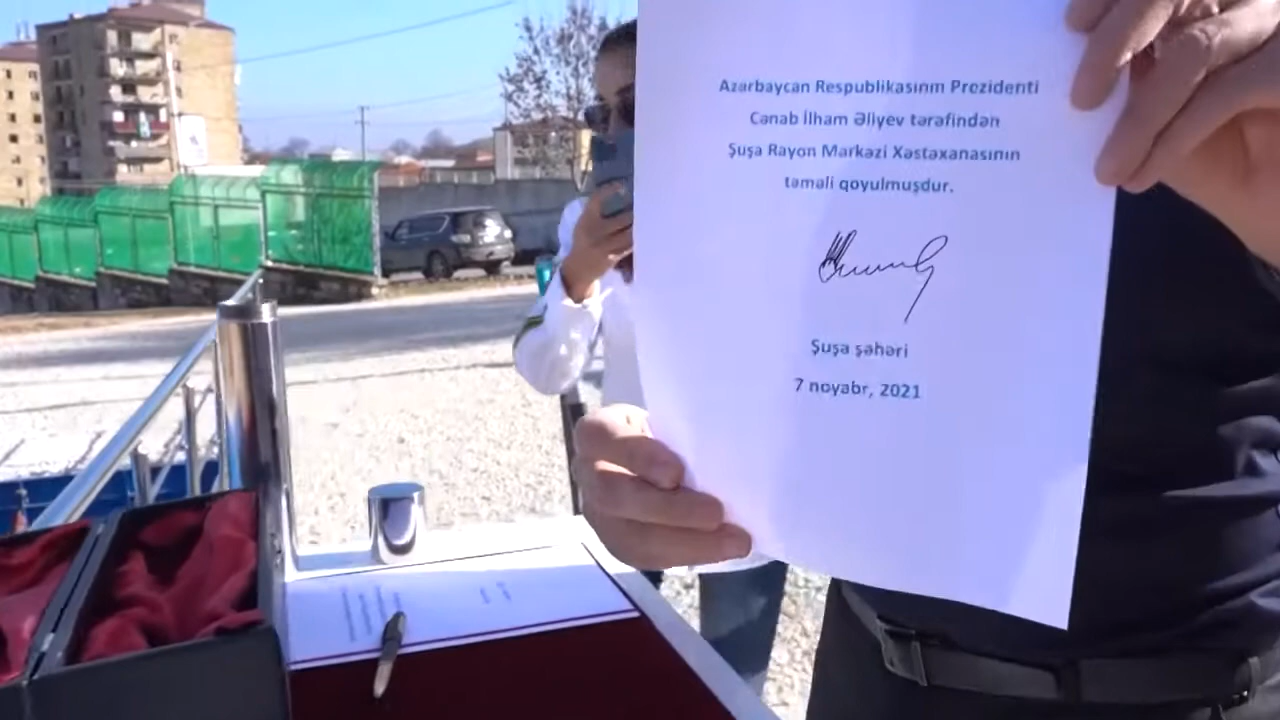 Azərbaycan Respublikasının Prezidenti
Cənab İlham Əliyev tərəfindən
Şuşa Rayon Mərkəzi Xəstəxanasının
təməli qoyulmuşdur.
Şuşa şəhəri
7 noyabr, 2021